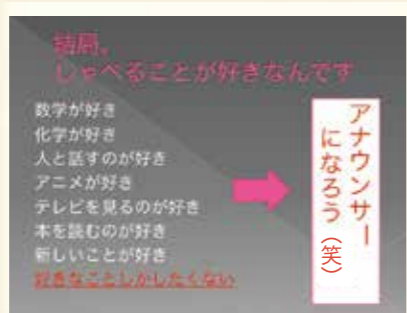 結局、
しゃべることが好きなんです
数学が好き
化学が好き
人と話すのが好き
アニメが好き
テレビを見るのが好き
本を読むのが好き
新しいことが好き
好きなことしかしたくない
アナウンサー
になろう(笑)